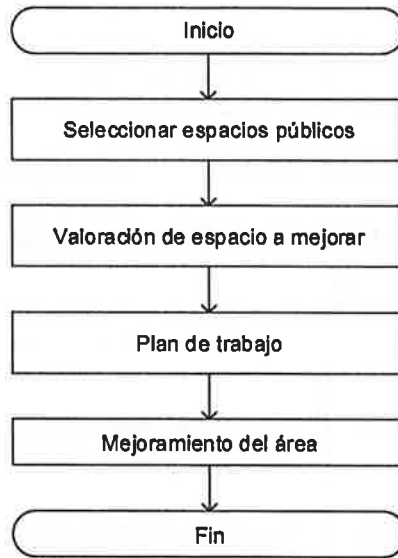 Inicio
Seleccionar espacios públicos
Valoración de espacio a mejorar
Plan de trabajo
Mejoramiento del área
Fin